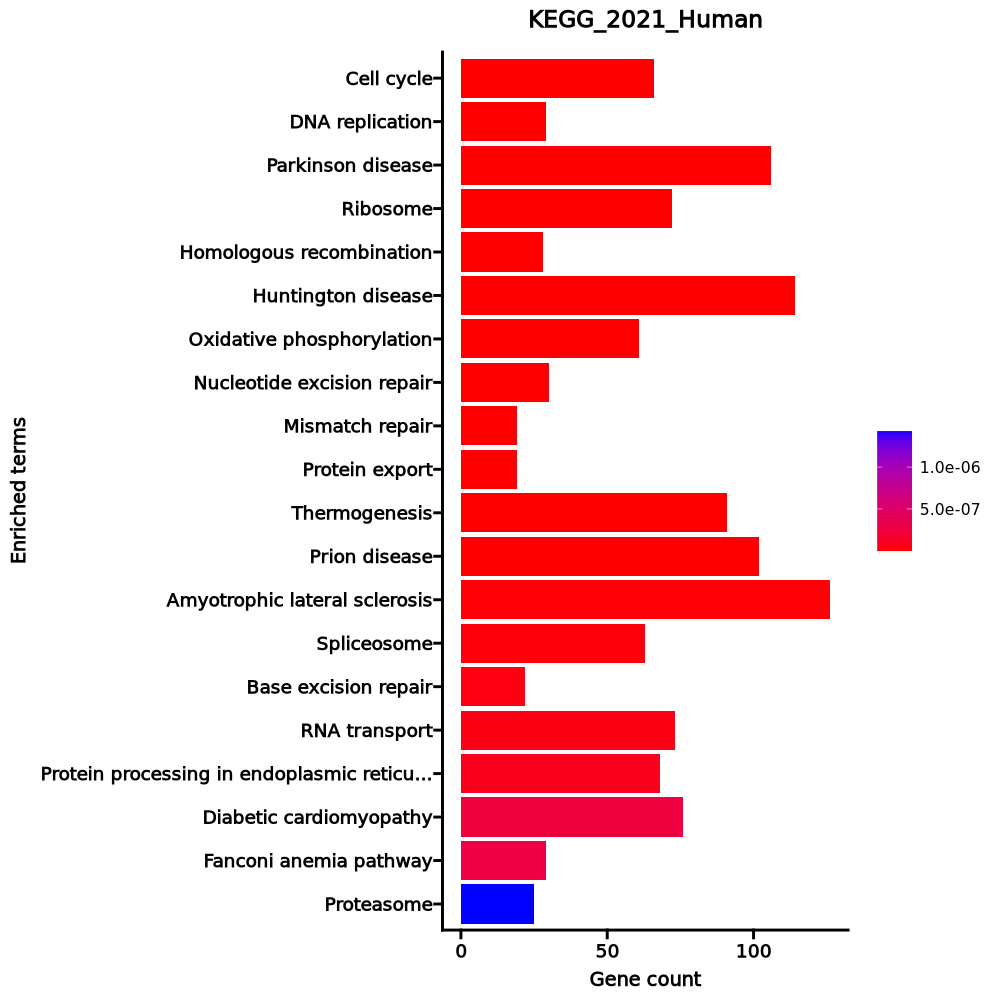 KEGG_2021_Human
Cell cycle
DNA replication
Parkinson disease
Ribosome
Homologous recombination
Huntington disease
Oxidative phosphorylation
Nucleotide excision repair
Mismatch repair
Protein export
Thermogenesis
Prion disease
Amyotrophic lateral sclerosis
Spliceosome
Base excision repair
RNA transport
Protein processing in endoplasmic reticu...
Diabetic cardiomyopathy
Fanconi anemia pathway
Proteasome
Enriched terms
0 50 100
Gene count
1.0e-06
5.0e-07